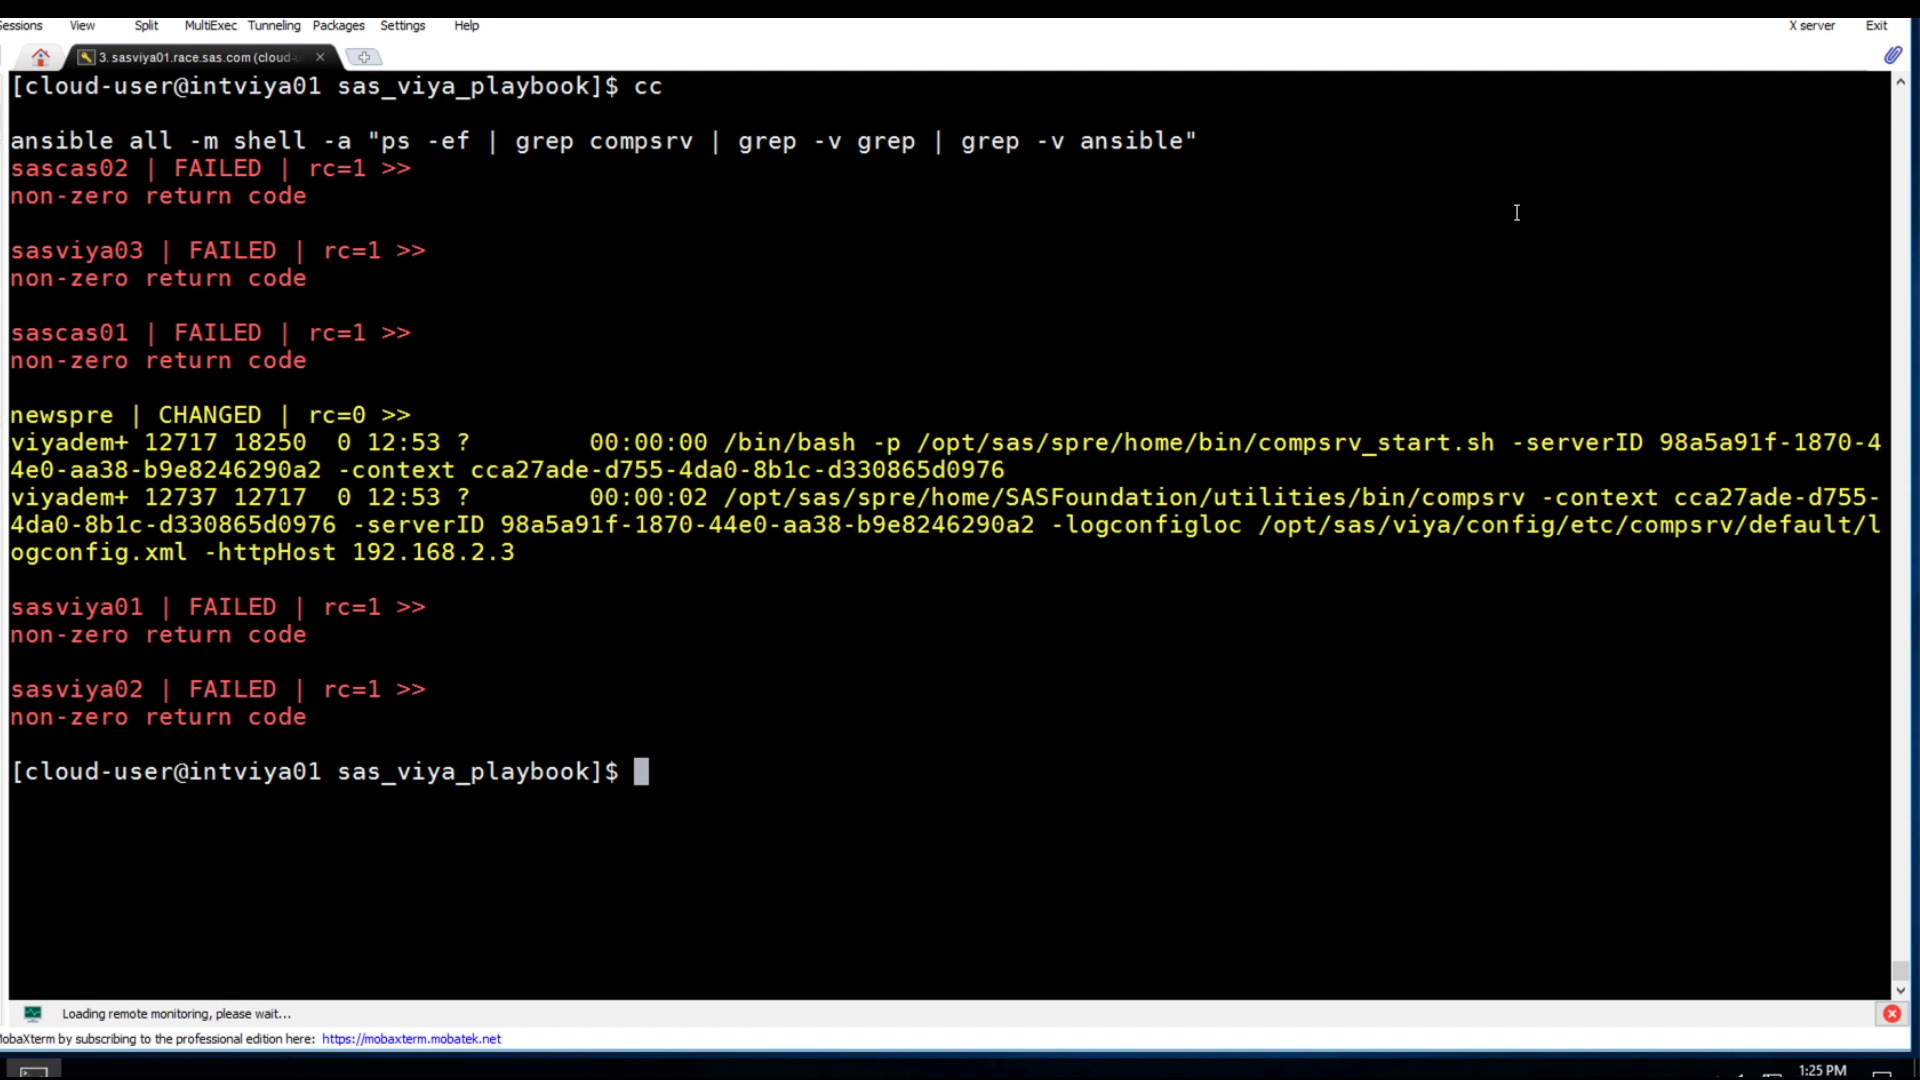 Sessions View Split MultiExec Tunneling Packages Settings Help X server Exit
3. sasviya01.race.sas.com (cloud-
[cloud-user@intviya01 sas_viya_playbook]$ cc
ansible all -m shell -a "ps -ef | grep compsrv | grep -v grep | grep -v ansible"
sascas02 | FAILED | rc=1 >>
non-zero return code
sasviya03 | FAILED | rc=1 >>
non-zero return code
sascas01 | FAILED | rc=1 >>
non-zero return code
newspre | CHANGED | rc=0 >>
viyadem+ 12717 18250  0 12:53 ?        00:00:00 /bin/bash -p /opt/sas/spre/home/bin/compsrv_start.sh -serverID 98a5a91f-1870-4
4e0-aa38-b9e8246290a2 -context cca27ade-d755-4da0-8b1c-d330865d0976
viyadem+ 12737 12717  0 12:53 ?        00:00:02 /opt/sas/spre/home/SASFoundation/utilities/bin/compsrv -context cca27ade-d755-
4da0-8b1c-d330865d0976 -serverID 98a5a91f-1870-44e0-aa38-b9e8246290a2 -logconfigloc /opt/sas/viya/config/etc/compsrv/default/l
ogconfig.xml -httpHost 192.168.2.3
sasviya01 | FAILED | rc=1 >>
non-zero return code
sasviya02 | FAILED | rc=1 >>
non-zero return code
[cloud-user@intviya01 sas_viya_playbook]$
Loading remote monitoring, please wait...
MobaXterm by subscribing to the professional edition here: https://mobaxterm.mobatek.net
1:25 PM